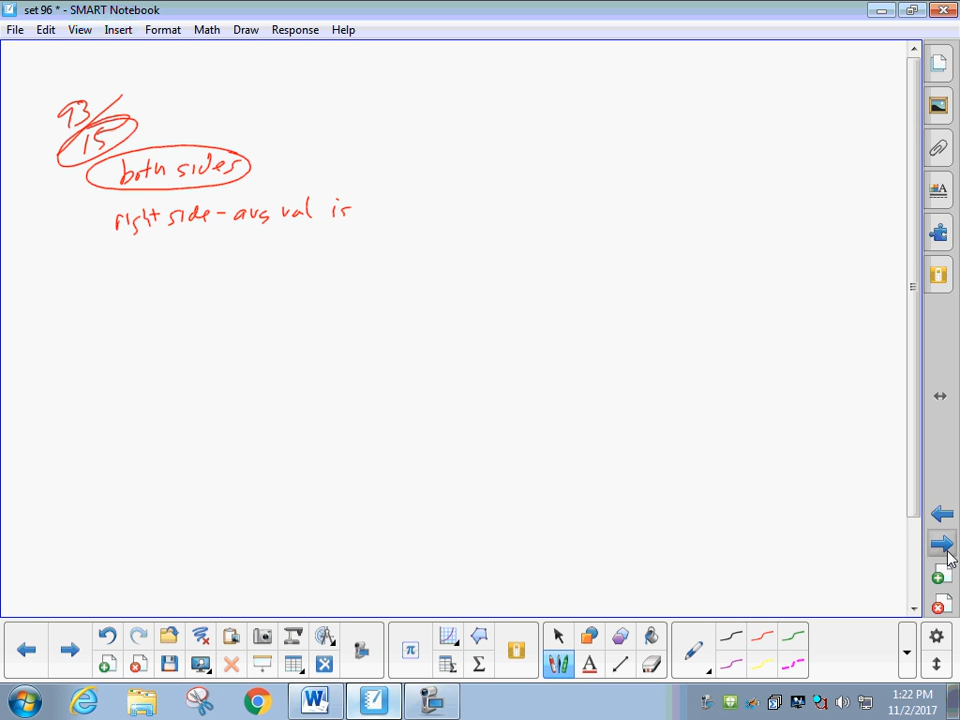 set 96 * - SMART Notebook
File Edit View Insert Format Math Draw Response Help
93/
15
both sides
right side - avg val is
π
Σ
A
W
1:22 PM
11/2/2017